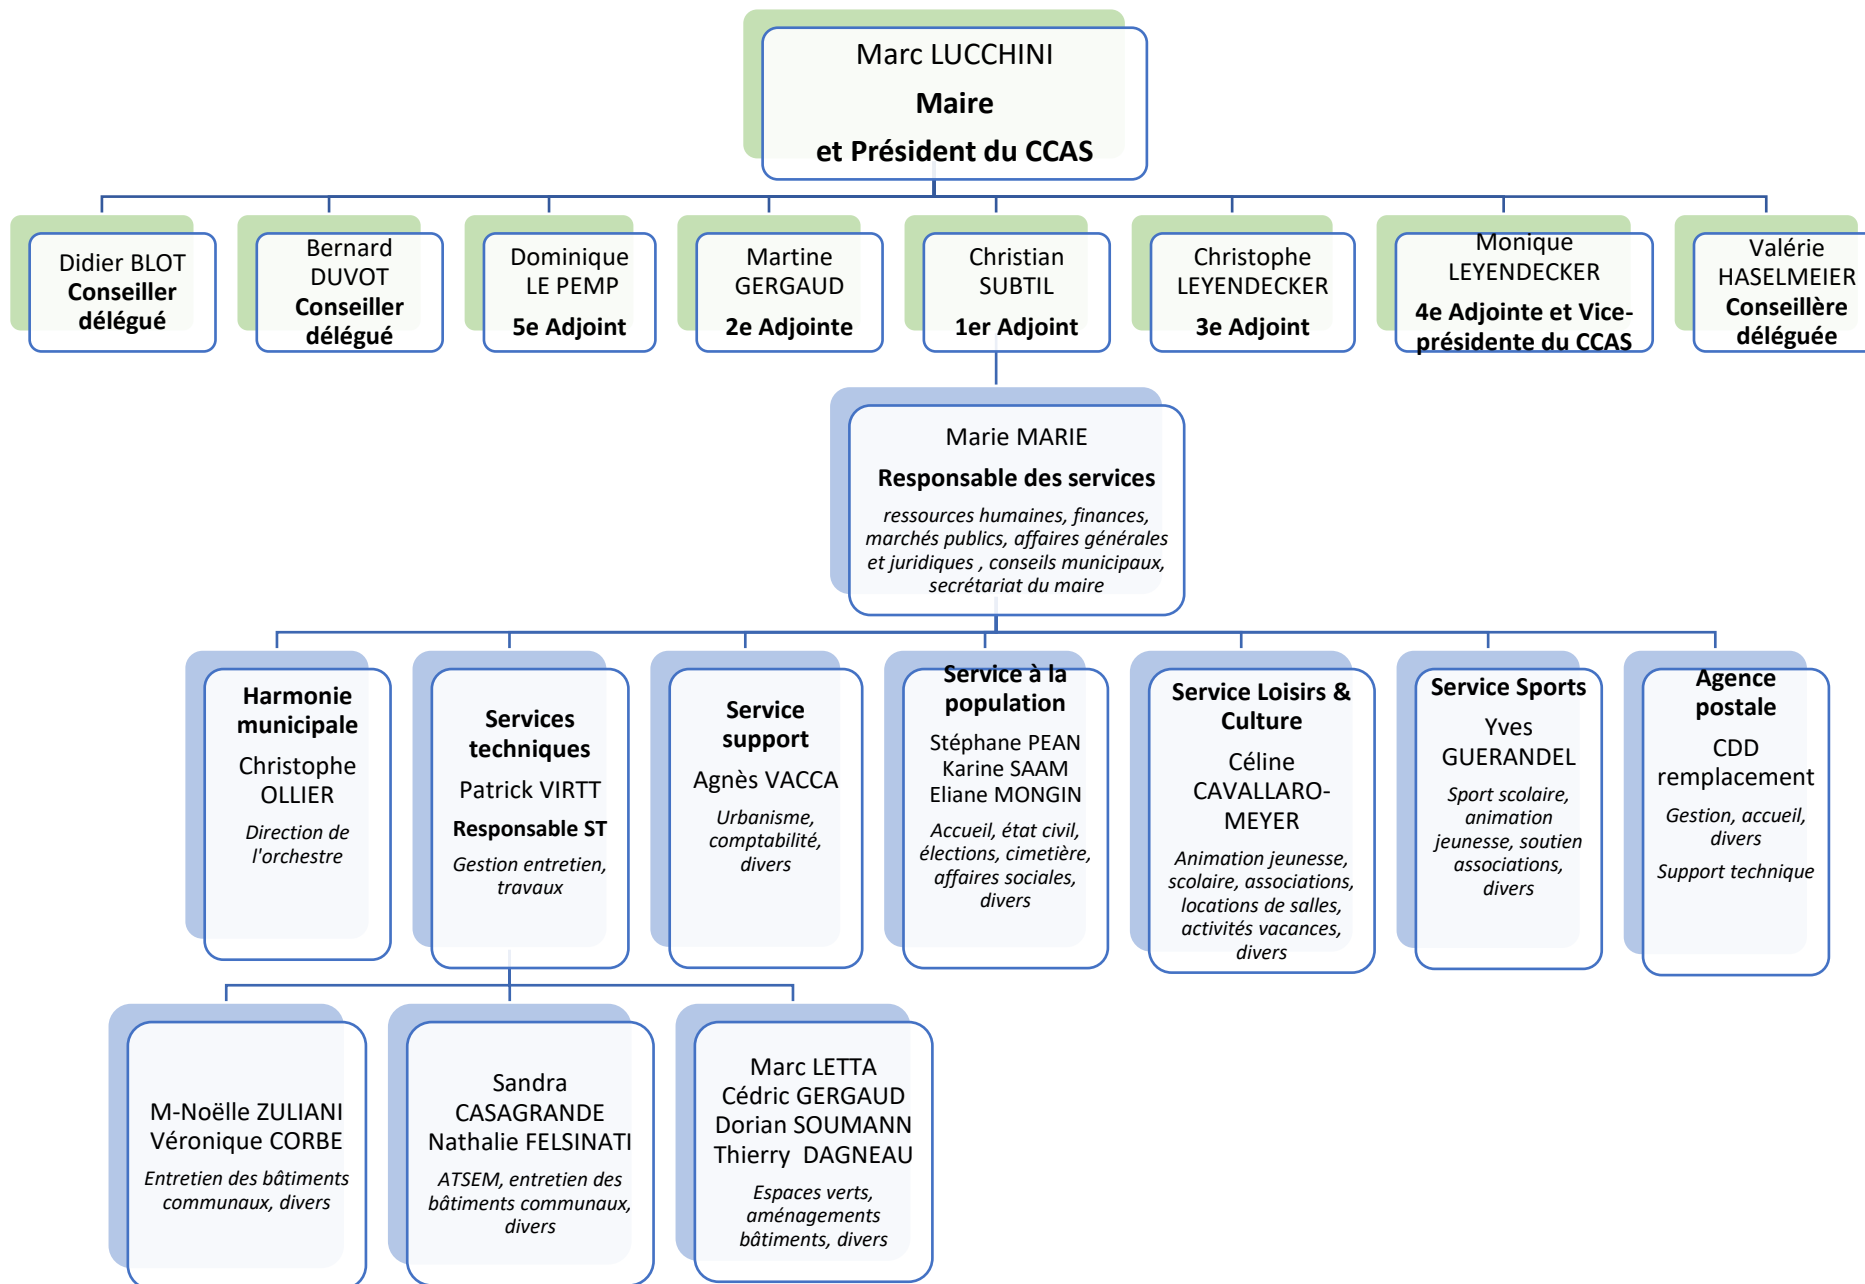 Marc LUCCHINI
Maire
et Président du CCAS
Didier BLOT
Conseiller
délégué
Bernard
DUVOT
Conseiller
délégué
Dominique
LE PEMP
5e Adjoint
Martine
GERGAUD
2e Adjointe
Christian
SUBTIL
1er Adjoint
Christophe
LEYENDECKER
3e Adjoint
Monique
LEYENDECKER
4e Adjointe et Vice-
présidente du CCAS
Valérie
HASELMEIER
Conseillère
déléguée
Marie MARIE
Responsable des services
ressources humaines, finances,
marchés publics, affaires générales
et juridiques , conseils municipaux,
secrétariat du maire
Harmonie
municipale
Christophe
OLLIER
Direction de
l'orchestre
Services
techniques
Patrick VIRTT
Responsable ST
Gestion entretien,
travaux
Service
support
Agnès VACCA
Urbanisme,
comptabilité,
divers
Service à la
population
Stéphane PEAN
Karine SAAM
Eliane MONGIN
Accueil, état civil,
élections, cimetière,
affaires sociales,
divers
Service Loisirs &
Culture
Céline
CAVALLARO-
MEYER
Animation jeunesse,
scolaire, associations,
locations de salles,
activités vacances,
divers
Service Sports
Yves
GUERANDEL
Sport scolaire,
animation
jeunesse, soutien
associations,
divers
Agence
postale
CDD
remplacement
Gestion, accueil,
divers
Support technique
M-Noëlle ZULIANI
Véronique CORBE
Entretien des bâtiments
communaux, divers
Sandra
CASAGRANDE
Nathalie FELSINATI
ATSEM, entretien des
bâtiments communaux,
divers
Marc LETTA
Cédric GERGAUD
Dorian SOUMANN
Thierry  DAGNEAU
Espaces verts,
aménagements
bâtiments, divers